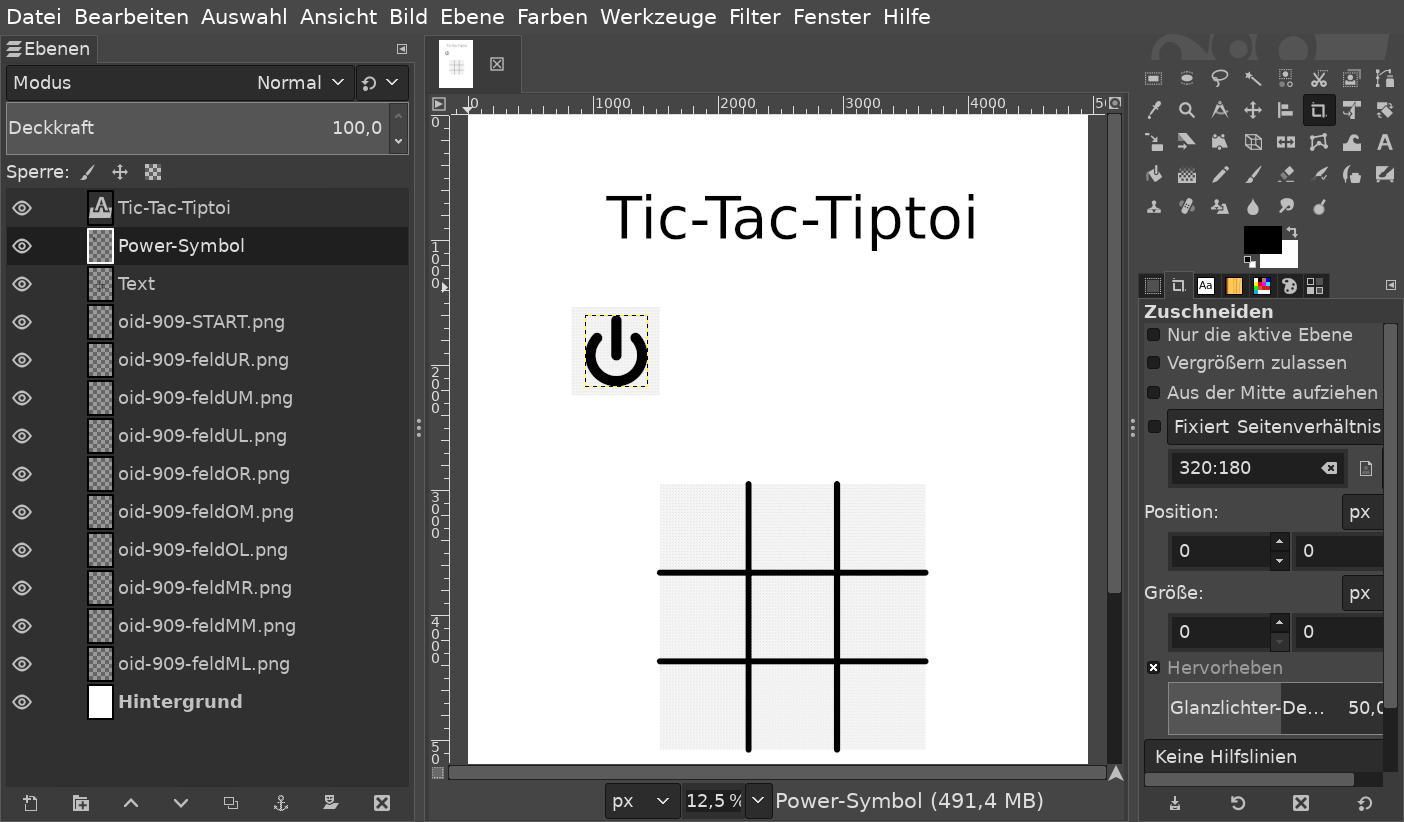 Datei Bearbeiten Auswahl Ansicht Bild Ebene Farben Werkzeuge Filter Fenster Hilfe
Ebenen
Modus Normal
Deckkraft 100,0
Sperre:
Tic-Tac-Tiptoi
Power-Symbol
Text
oid-909-START.png
oid-909-feldUR.png
oid-909-feldUM.png
oid-909-feldUL.png
oid-909-feldOR.png
oid-909-feldOM.png
oid-909-feldOL.png
oid-909-feldMR.png
oid-909-feldMM.png
oid-909-feldML.png
Hintergrund
0 1000 2000 3000 4000
0
1000
2000
3000
4000
50
Tic-Tac-Tiptoi
px 12,5 % Power-Symbol (491,4 MB)
Zuschneiden
Nur die aktive Ebene
Vergrößern zulassen
Aus der Mitte aufziehen
Fixiert Seitenverhältnis
320:180
Position: px
0 0
Größe: px
0 0
Hervorheben
Glanzlichter-De... 50,0
Keine Hilfslinien